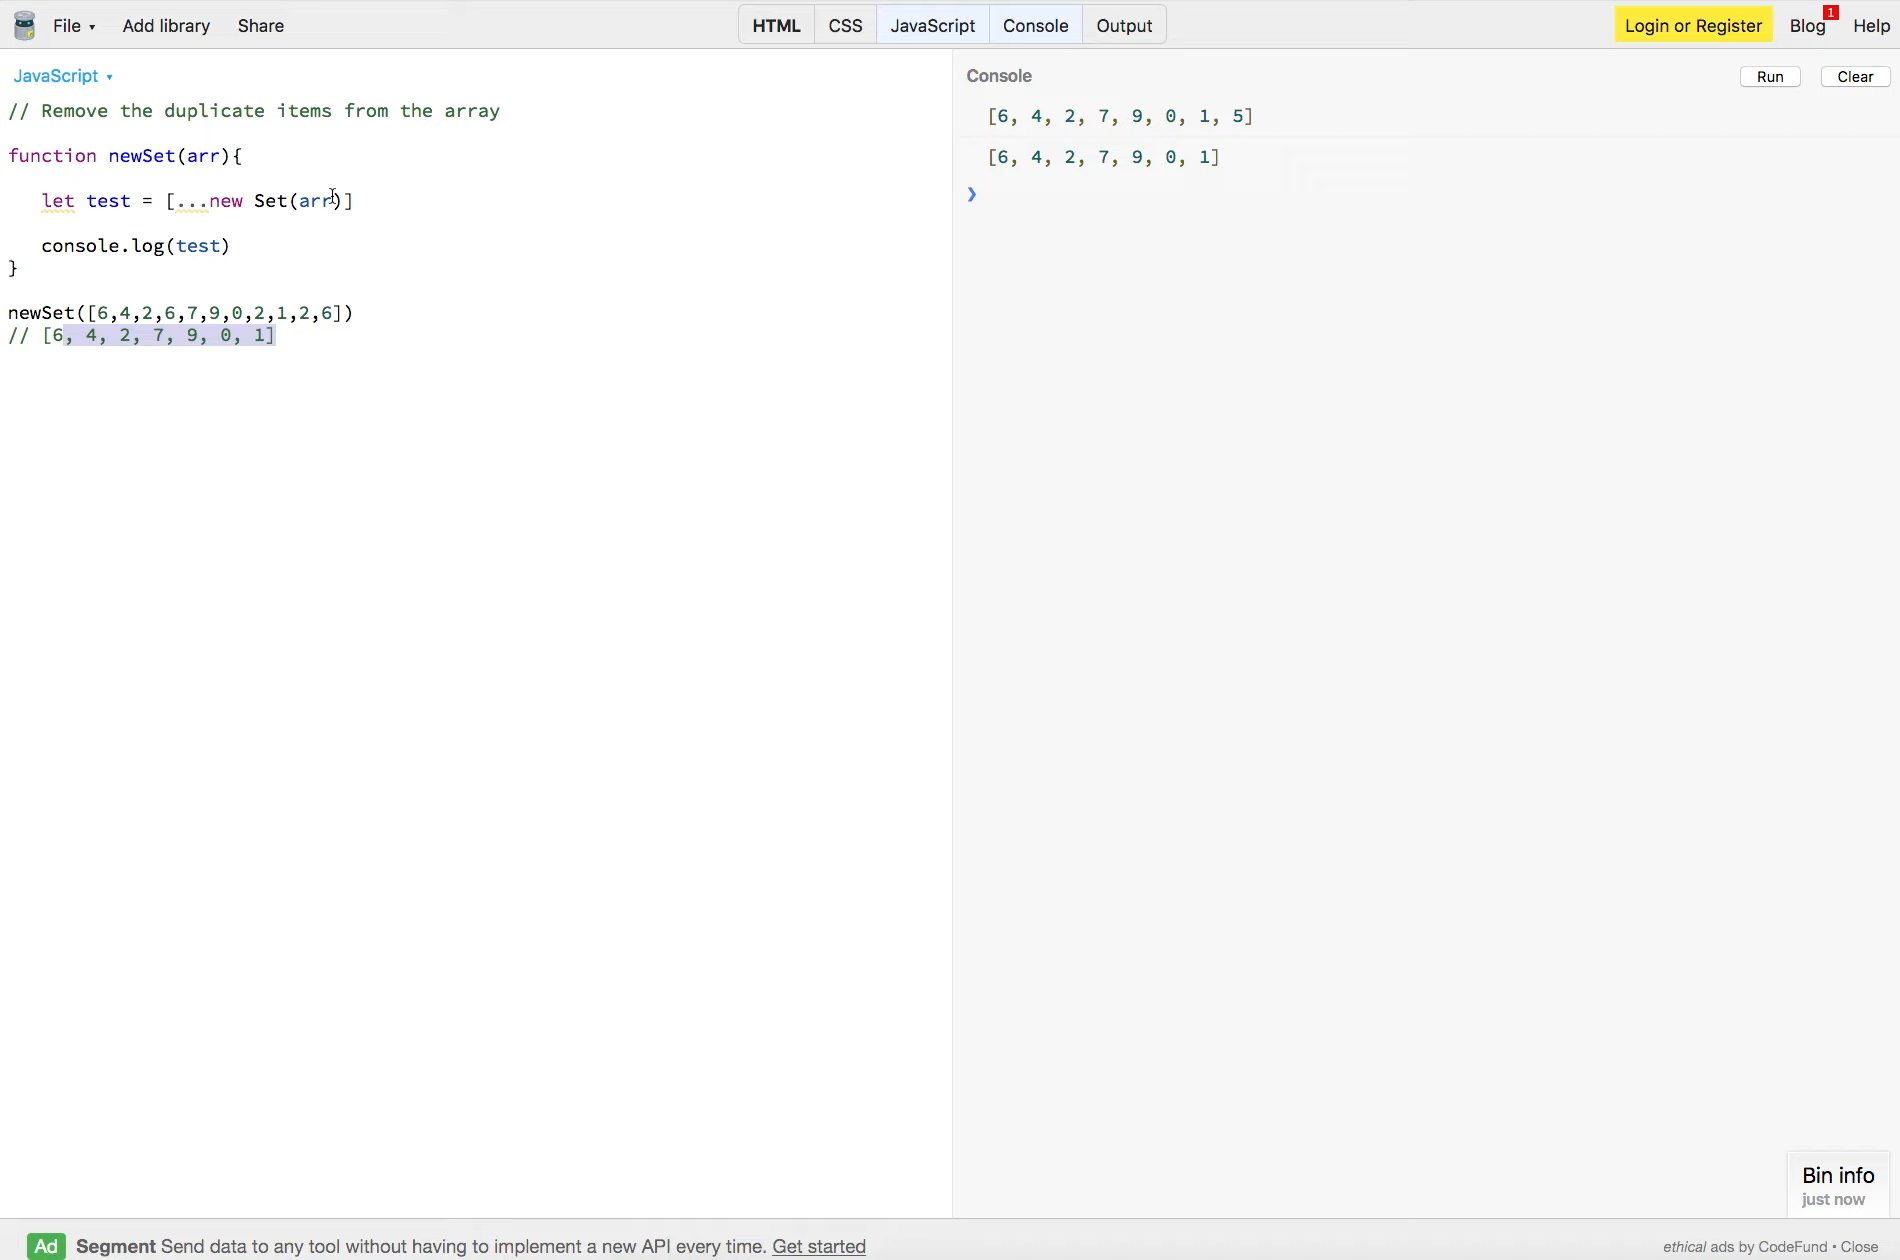 File ▾ Add library Share HTML CSS JavaScript Console Output Login or Register Blog 1 Help
JavaScript ▾
// Remove the duplicate items from the array
function newSet(arr){
let test = [...new Set(arr)]
console.log(test)
}
newSet([6,4,2,6,7,9,0,2,1,2,6])
// [6, 4, 2, 7, 9, 0, 1]
Console Run Clear
[6, 4, 2, 7, 9, 0, 1, 5]
[6, 4, 2, 7, 9, 0, 1]
❯
Bin info
just now
Ad Segment Send data to any tool without having to implement a new API every time. Get started
ethical ads by CodeFund • Close